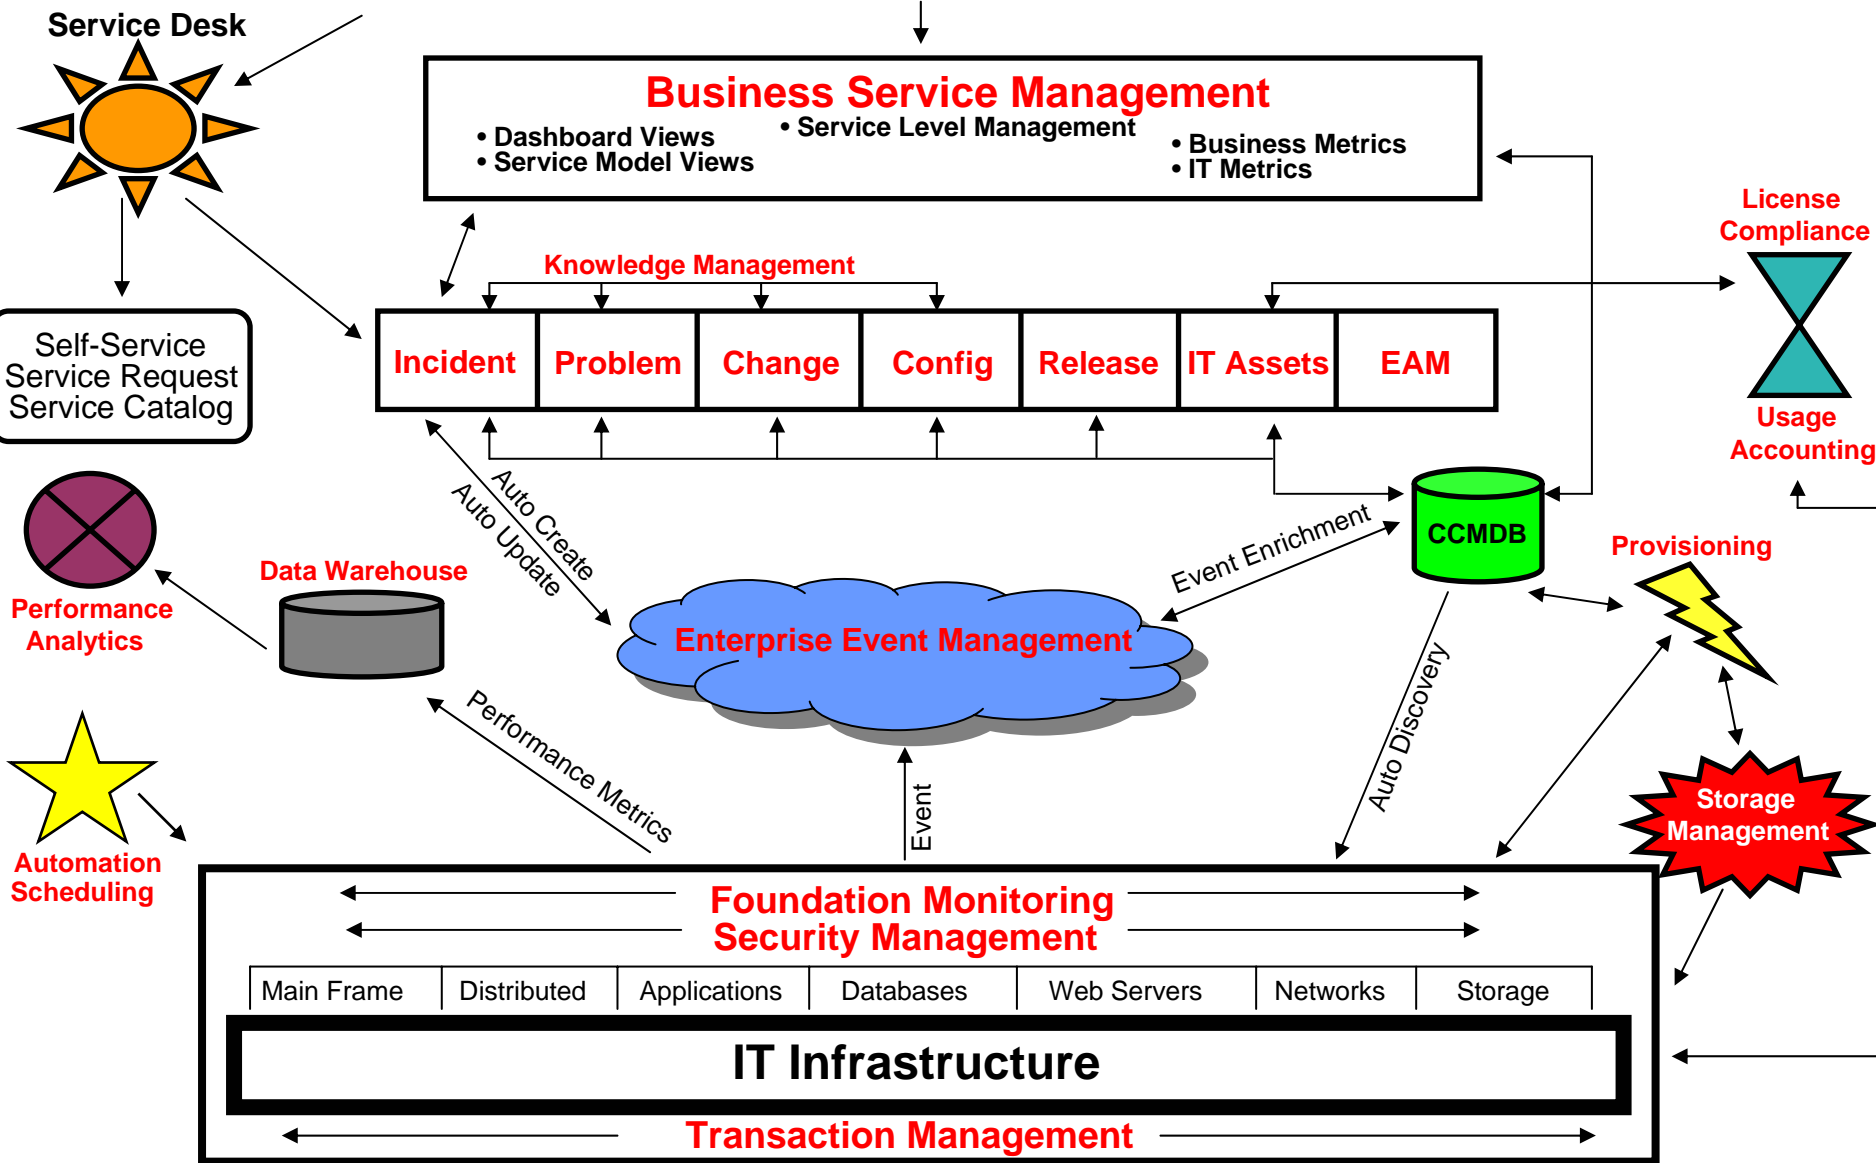 Service Desk
Business Service Management
• Dashboard Views
• Service Model Views
• Service Level Management
• Business Metrics
• IT Metrics
License
Compliance
Knowledge Management
Incident
Problem
Change
Config
Release
IT Assets
EAM
Self-Service
Service Request
Service Catalog
Usage
Accounting
Auto Create
Auto Update
Event Enrichment
CCMDB
Provisioning
Data Warehouse
Performance
Analytics
Enterprise Event Management
Auto Discovery
Performance Metrics
Event
Storage
Management
Automation
Scheduling
Foundation Monitoring
Security Management
Main Frame
Distributed
Applications
Databases
Web Servers
Networks
Storage
IT Infrastructure
Transaction Management